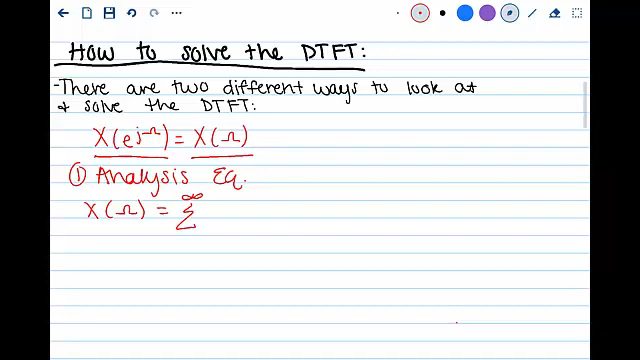 How to solve the DTFT:
-There are two different ways to look at
& solve the DTFT:
X(e^jΩ) = X(Ω)
① Analysis Eq.
X(Ω) = ∞ Σ